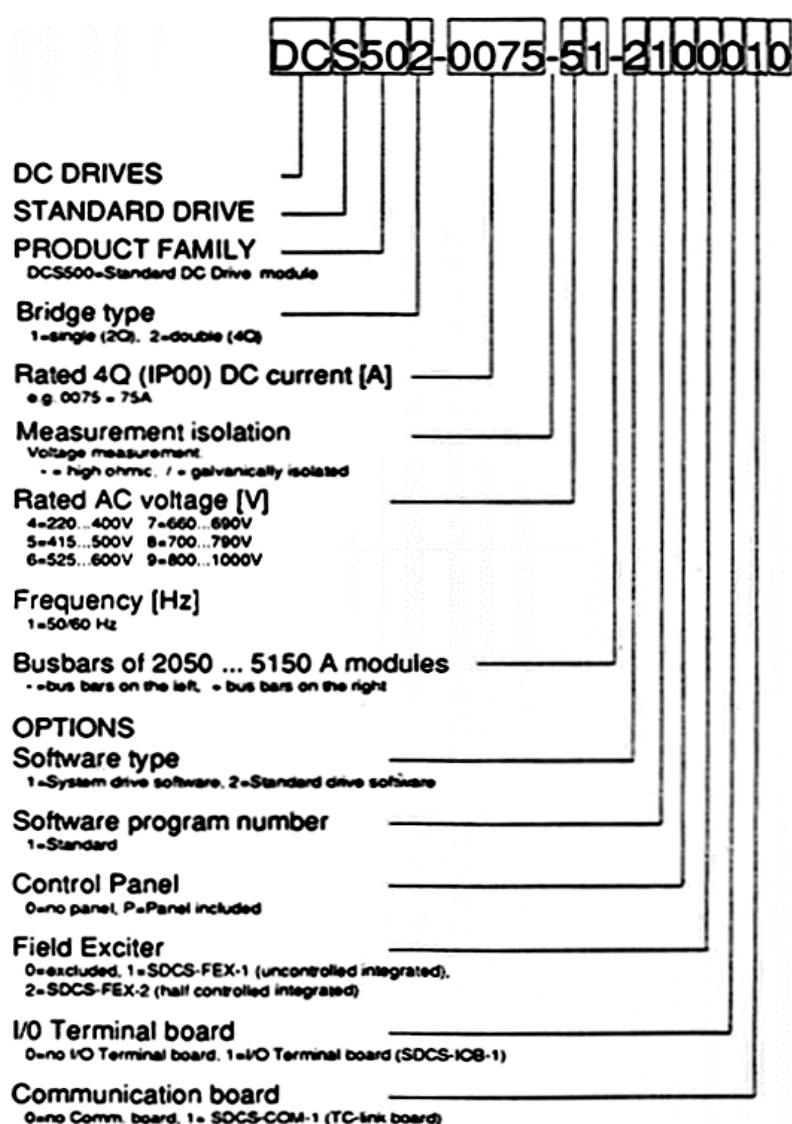 DCS502-0075-51-2100010
DC DRIVES
STANDARD DRIVE
PRODUCT FAMILY
DCS500=Standard DC Drive module
Bridge type
1=single (2Q), 2=double (4Q)
Rated 4Q (IP00) DC current [A]
e.g. 0075 = 75A
Measurement isolation
Voltage measurement:
- = high ohmic, / = galvanically isolated
Rated AC voltage [V]
4=220...400V 7=660...690V
5=415...500V 8=700...790V
6=525...600V 9=800...1000V
Frequency [Hz]
1=50/60 Hz
Busbars of 2050 ... 5150 A modules
- =bus bars on the left, = bus bars on the right
OPTIONS
Software type
1=System drive software, 2=Standard drive software
Software program number
1=Standard
Control Panel
0=no panel, P=Panel included
Field Exciter
0=excluded, 1=SDCS-FEX-1 (uncontrolled integrated),
2=SDCS-FEX-2 (half controlled integrated)
I/0 Terminal board
0=no I/O Terminal board, 1=I/O Terminal board (SDCS-IOB-1)
Communication board
0=no Comm. board, 1= SDCS-COM-1 (TC-link board)